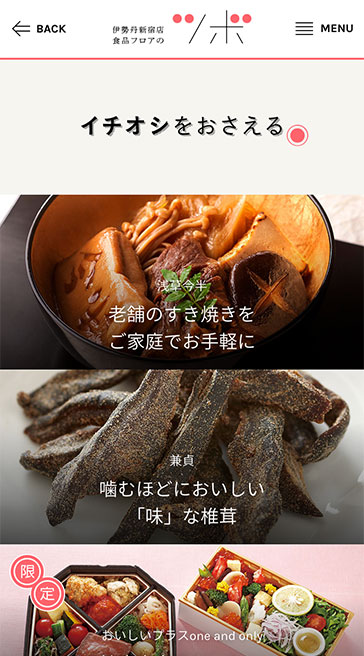 BACK
伊勢丹新宿店
食品フロアの
ツボ
MENU
イチオシをおさえる
浅草今半
老舗のすき焼きを
ご家庭でお手軽に
兼貞
噛むほどにおいしい
「味」な椎茸
限定
おいしいプラスone and only